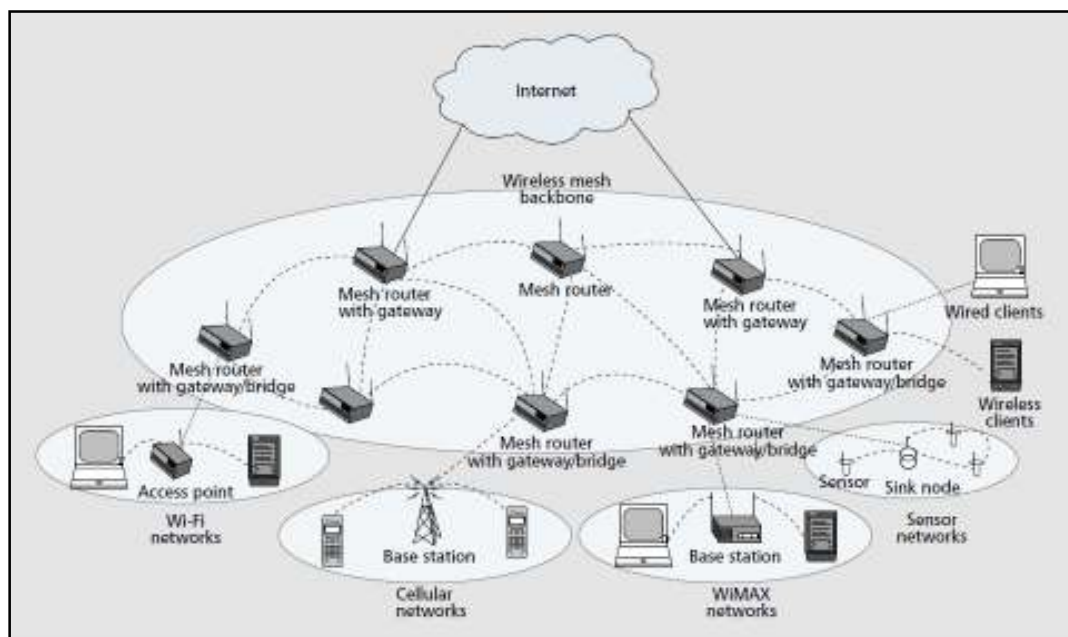 Internet
Wireless mesh
backbone
Mesh router
with gateway
Mesh router
Mesh router
with gateway
Wired clients
Mesh router
with gateway/bridge
Mesh router
with gateway/bridge
Wireless clients
Mesh router
with gateway/bridge
Mesh router
with gateway/bridge
Access point
Wi-Fi
networks
Sensor
Sink node
Sensor
networks
Base station
Cellular
networks
Base station
WiMAX
networks